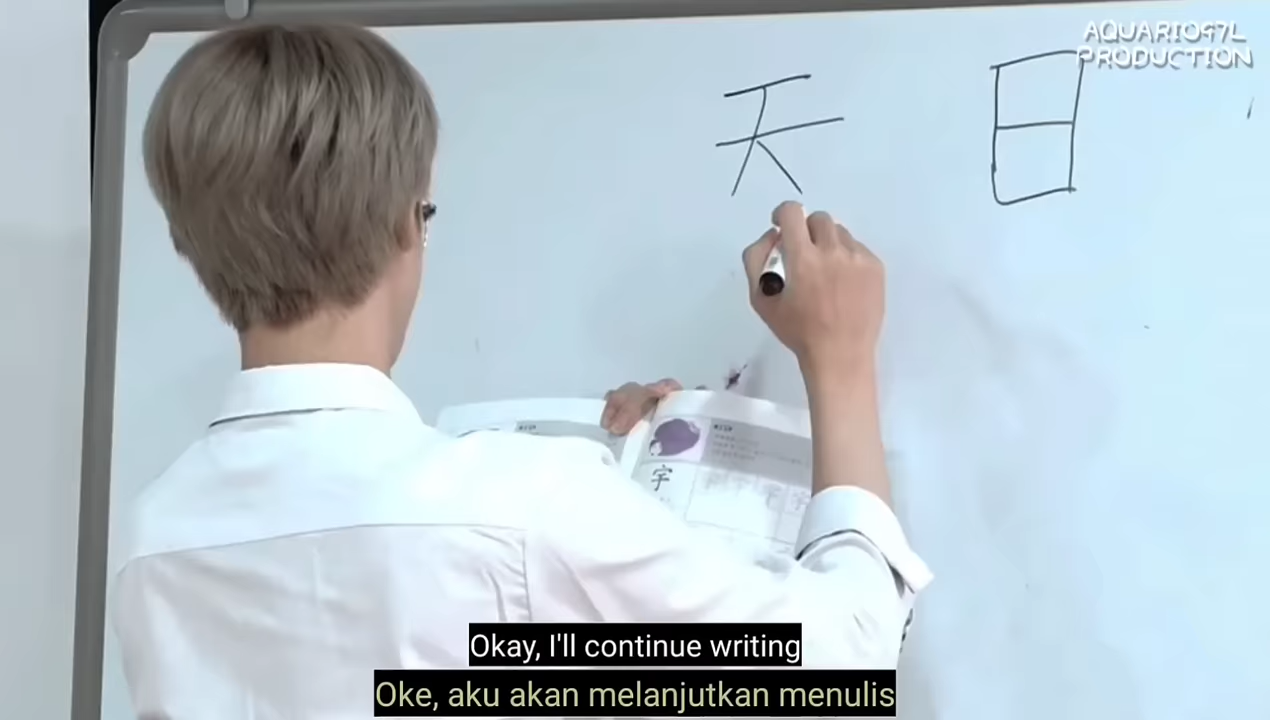 AQUARIO97L
PRODUCTION
天 日
宇
Okay, I'll continue writing
Oke, aku akan melanjutkan menulis